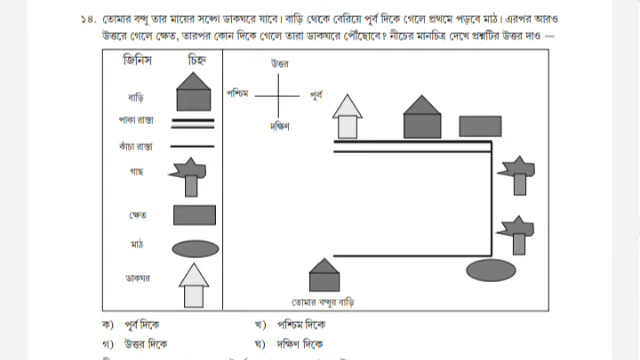 ১৪. তোমার বন্ধু তার মায়ের সঙ্গে ডাকঘরে যাবে। বাড়ি থেকে বেরিয়ে পূর্ব দিকে গেলে প্রথমে পড়বে মাঠ। এরপর আরও
উত্তরে গেলে ক্ষেত, তারপর কোন দিকে গেলে তারা ডাকঘরে পৌঁছোবে? নীচের মানচিত্র দেখে প্রশ্নটির উত্তর দাও —
জিনিস চিহ্ন
উত্তর
বাড়ি
পশ্চিম পূর্ব
পাকা রাস্তা
দক্ষিণ
কাঁচা রাস্তা
গাছ
ক্ষেত
মাঠ
ডাকঘর
তোমার বন্ধুর বাড়ি
ক) পূর্ব দিকে খ) পশ্চিম দিকে
গ) উত্তর দিকে ঘ) দক্ষিণ দিকে